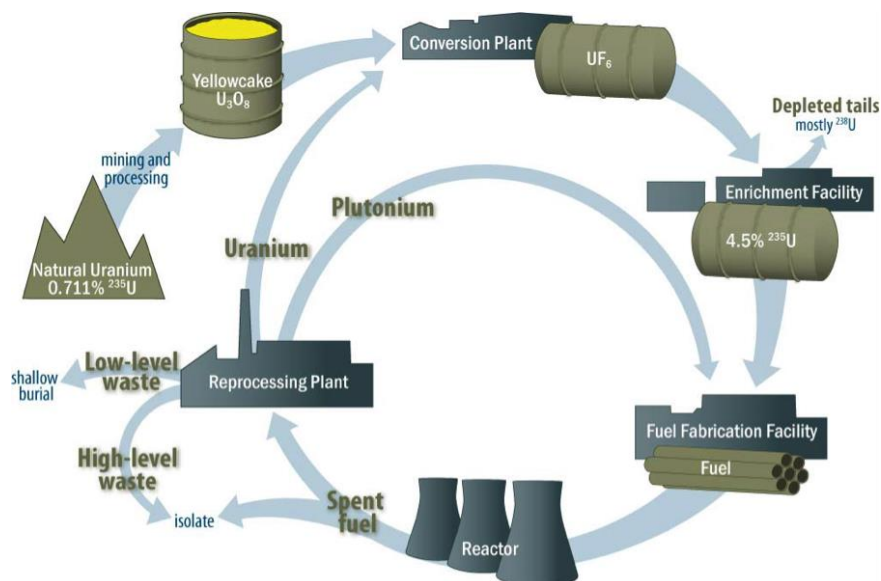 Yellowcake
U₃O₈
Conversion Plant
UF₆
Depleted tails
mostly ²³⁸U
mining and
processing
Enrichment Facility
4.5% ²³⁵U
Natural Uranium
0.711% ²³⁵U
Uranium
Plutonium
Low-level
waste
shallow
burial
Reprocessing Plant
High-level
waste
isolate
Spent
fuel
Reactor
Fuel Fabrication Facility
Fuel